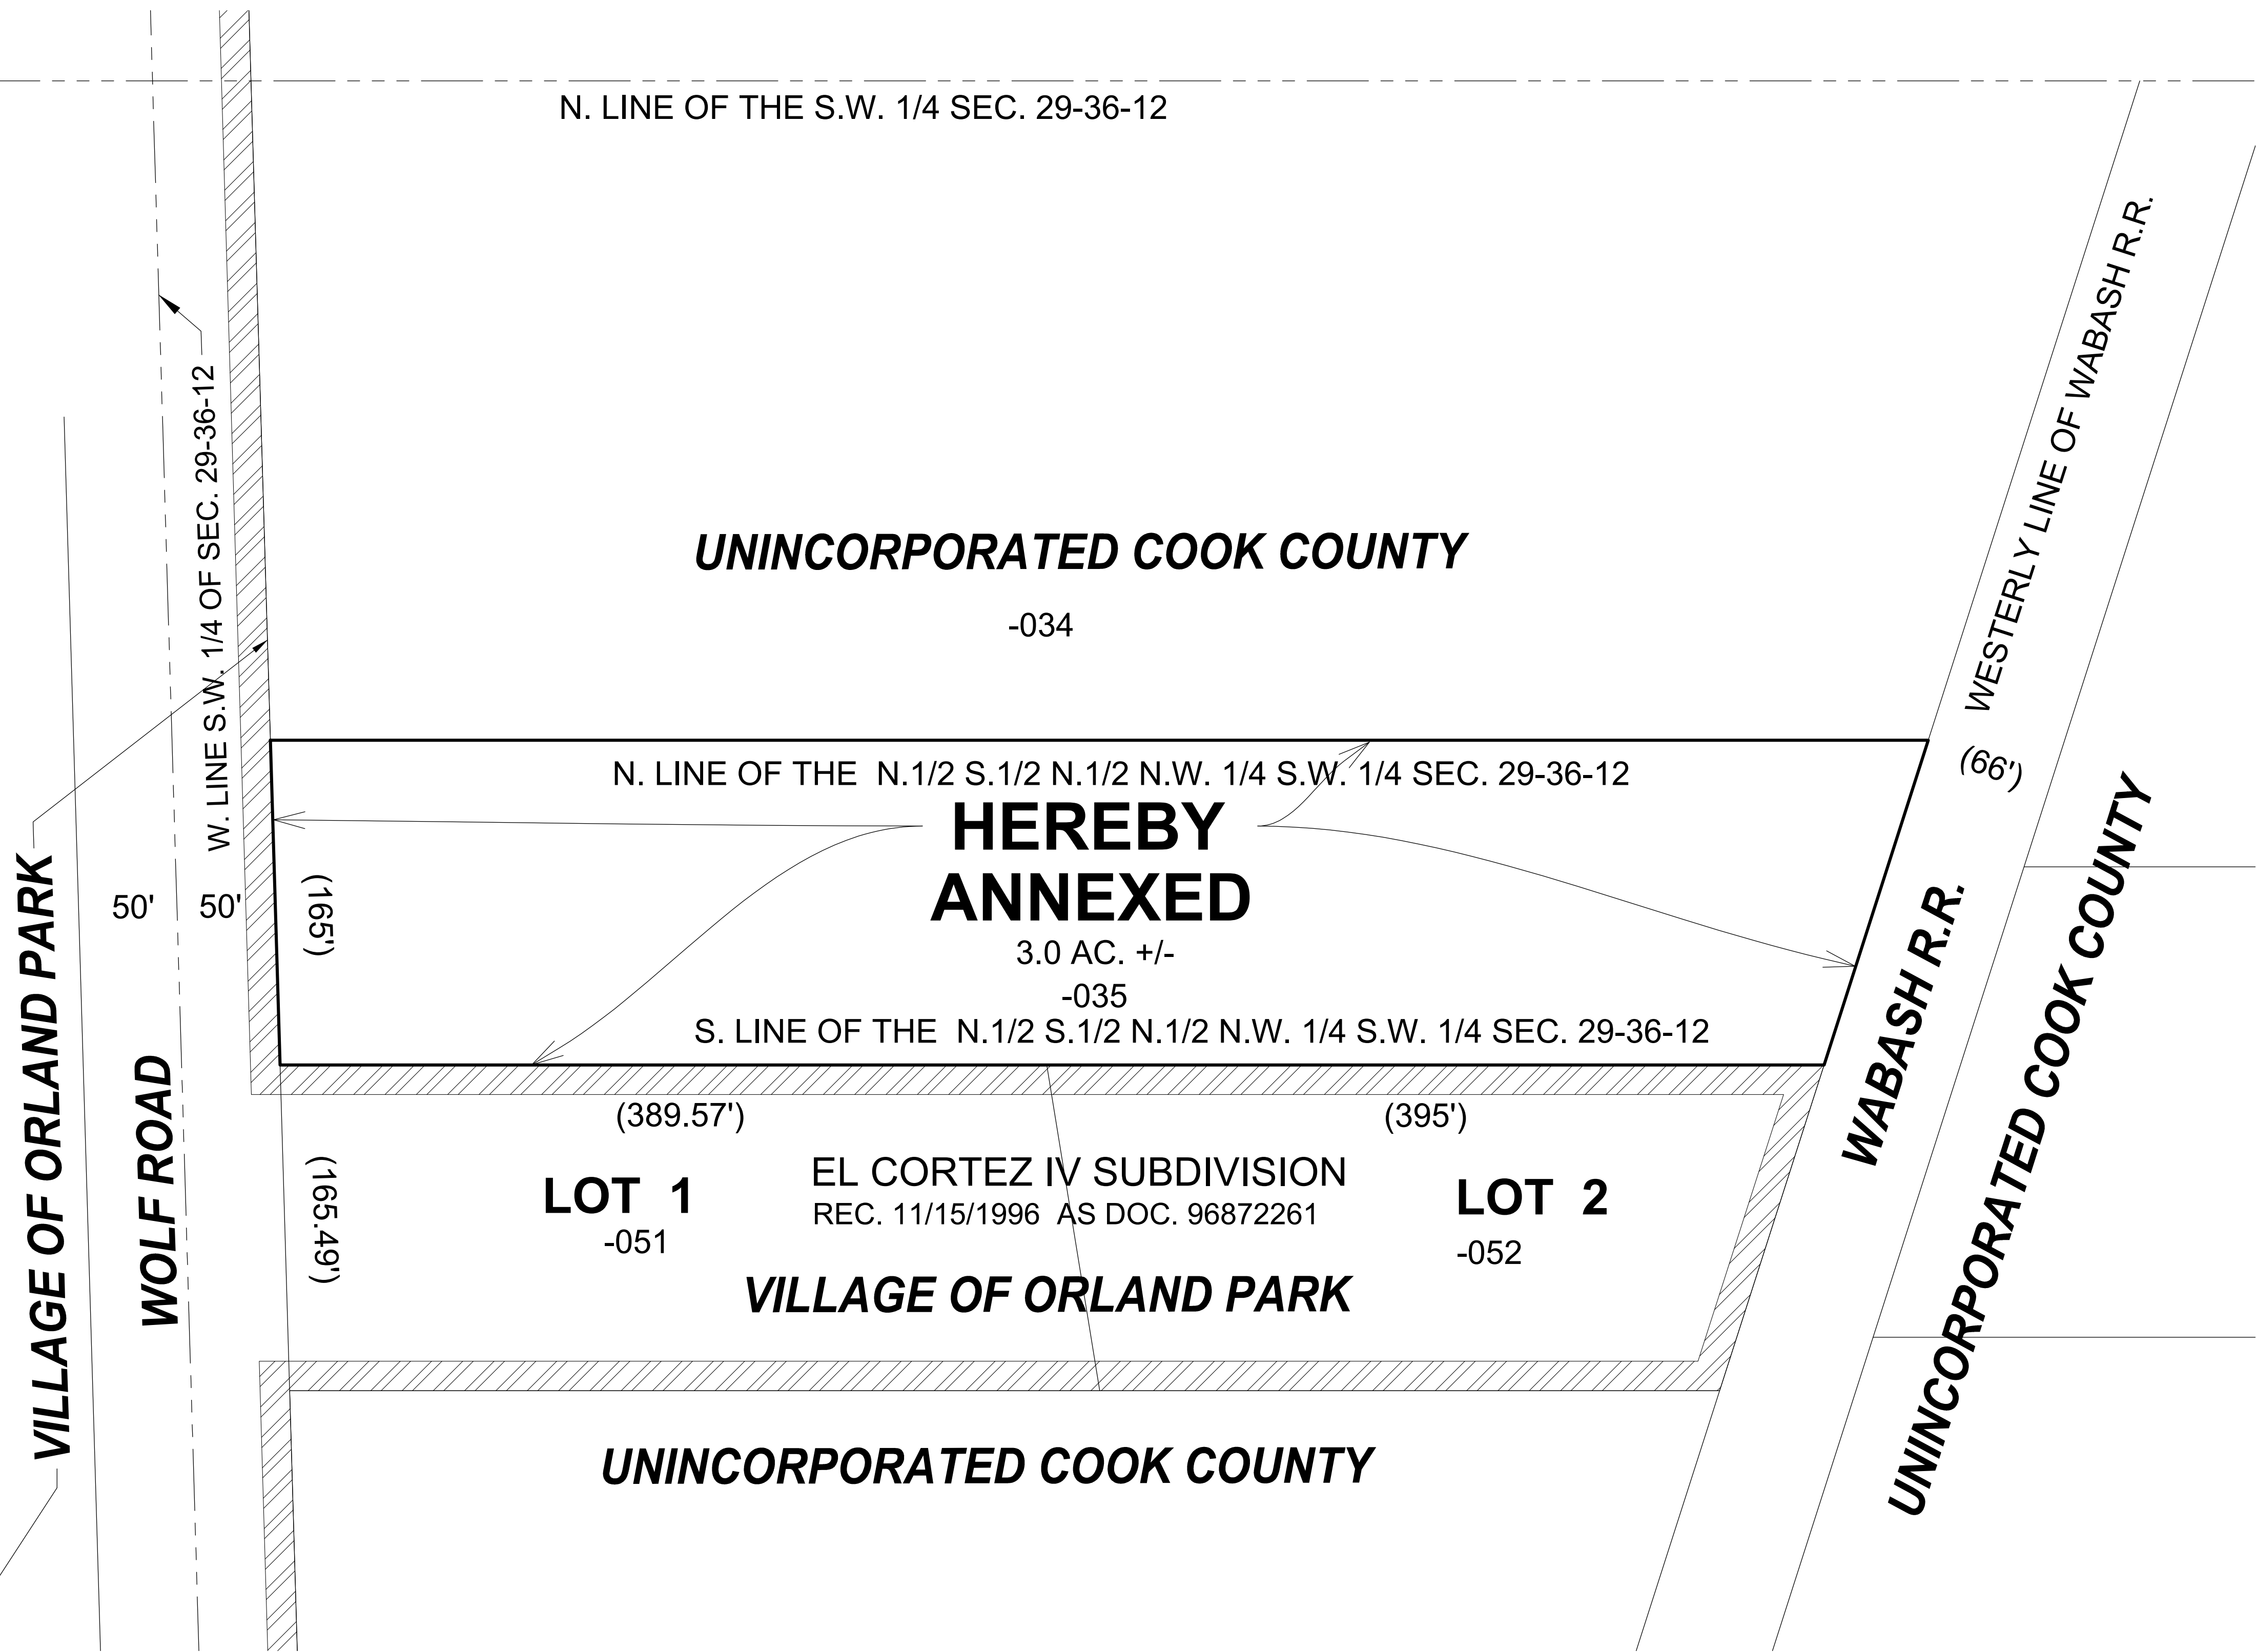 N. LINE OF THE S.W. 1/4 SEC. 29-36-12
WESTERLY LINE OF WABASH R.R.
W. LINE S.W. 1/4 OF SEC. 29-36-12
UNINCORPORATED COOK COUNTY
-034
N. LINE OF THE N.1/2 S.1/2 N.1/2 N.W. 1/4 S.W. 1/4 SEC. 29-36-12
(66')
HEREBY
ANNEXED
3.0 AC. +/-
-035
S. LINE OF THE N.1/2 S.1/2 N.1/2 N.W. 1/4 S.W. 1/4 SEC. 29-36-12
50'
50'
(165')
VILLAGE OF ORLAND PARK
WOLF ROAD
WABASH R.R.
UNINCORPORATED COOK COUNTY
(389.57')
(395')
(165.49')
EL CORTEZ IV SUBDIVISION
REC. 11/15/1996 AS DOC. 96872261
LOT 1
-051
LOT 2
-052
VILLAGE OF ORLAND PARK
UNINCORPORATED COOK COUNTY